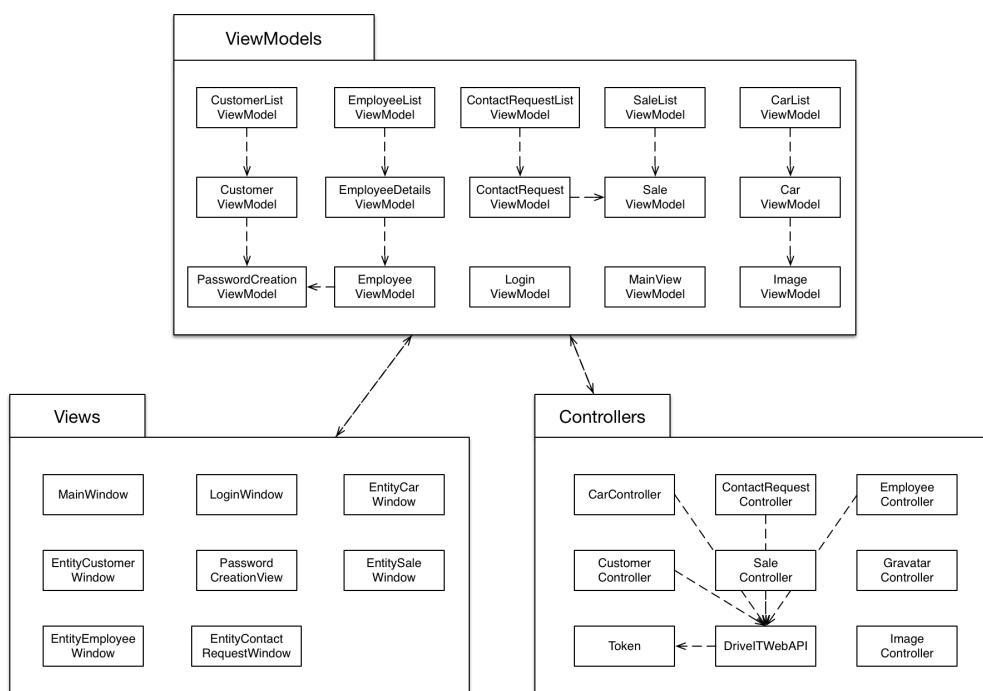 ViewModels
CustomerList
ViewModel
EmployeeList
ViewModel
ContactRequestList
ViewModel
SaleList
ViewModel
CarList
ViewModel
Customer
ViewModel
EmployeeDetails
ViewModel
ContactRequest
ViewModel
Sale
ViewModel
Car
ViewModel
PasswordCreation
ViewModel
Employee
ViewModel
Login
ViewModel
MainView
ViewModel
Image
ViewModel
Views
MainWindow
LoginWindow
EntityCar
Window
EntityCustomer
Window
Password
CreationView
EntitySale
Window
EntityEmployee
Window
EntityContact
RequestWindow
Controllers
CarController
ContactRequest
Controller
Employee
Controller
Customer
Controller
Sale
Controller
Gravatar
Controller
Token
DriveITWebAPI
Image
Controller